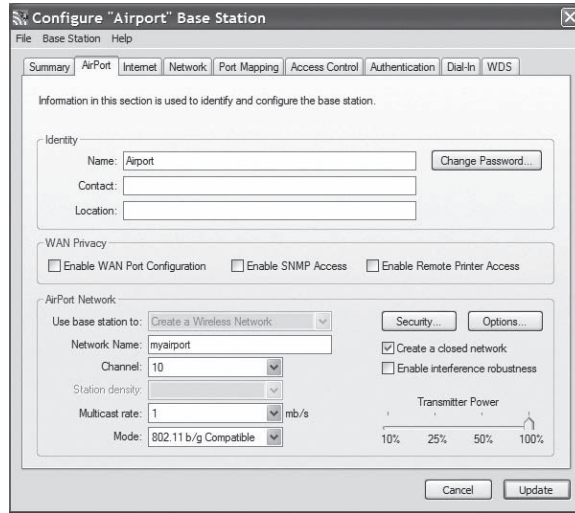 Configure "Airport" Base Station
File Base Station Help
Summary AirPort Internet Network Port Mapping Access Control Authentication Dial-In WDS
Information in this section is used to identify and configure the base station.
Identity
Name: Airport Change Password...
Contact:
Location:
WAN Privacy
Enable WAN Port Configuration Enable SNMP Access Enable Remote Printer Access
AirPort Network
Use base station to: Create a Wireless Network Security... Options...
Network Name: myairport Create a closed network
Channel: 10 Enable interference robustness
Station density:
Transmitter Power
Multicast rate: 1 mb/s
Mode: 802.11 b/g Compatible 10% 25% 50% 100%
Cancel Update